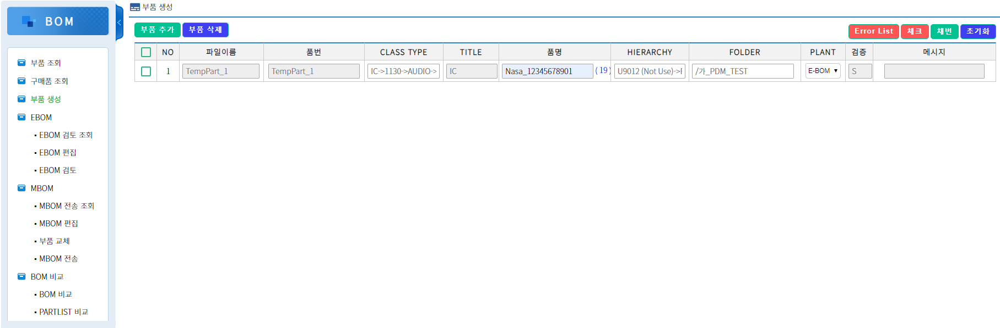 BOM
부품 조회
구매품 조회
부품 생성
EBOM
▪ EBOM 검토 조회
▪ EBOM 편집
▪ EBOM 검토
MBOM
▪ MBOM 전송 조회
▪ MBOM 편집
▪ 부품 교체
▪ MBOM 전송
BOM 비교
▪ BOM 비교
▪ PARTLIST 비교
부품 생성
부품 추가 부품 삭제
Error List 체크 채번 초기화
NO 파일이름 품번 CLASS TYPE TITLE 품명 HIERARCHY FOLDER PLANT 검증 메시지
1 TempPart_1 TempPart_1 IC->1130->AUDIO-> IC Nasa_12345678901 ( 19 ) U9012 (Not Use)-> /가_PDM_TEST E-BOM S